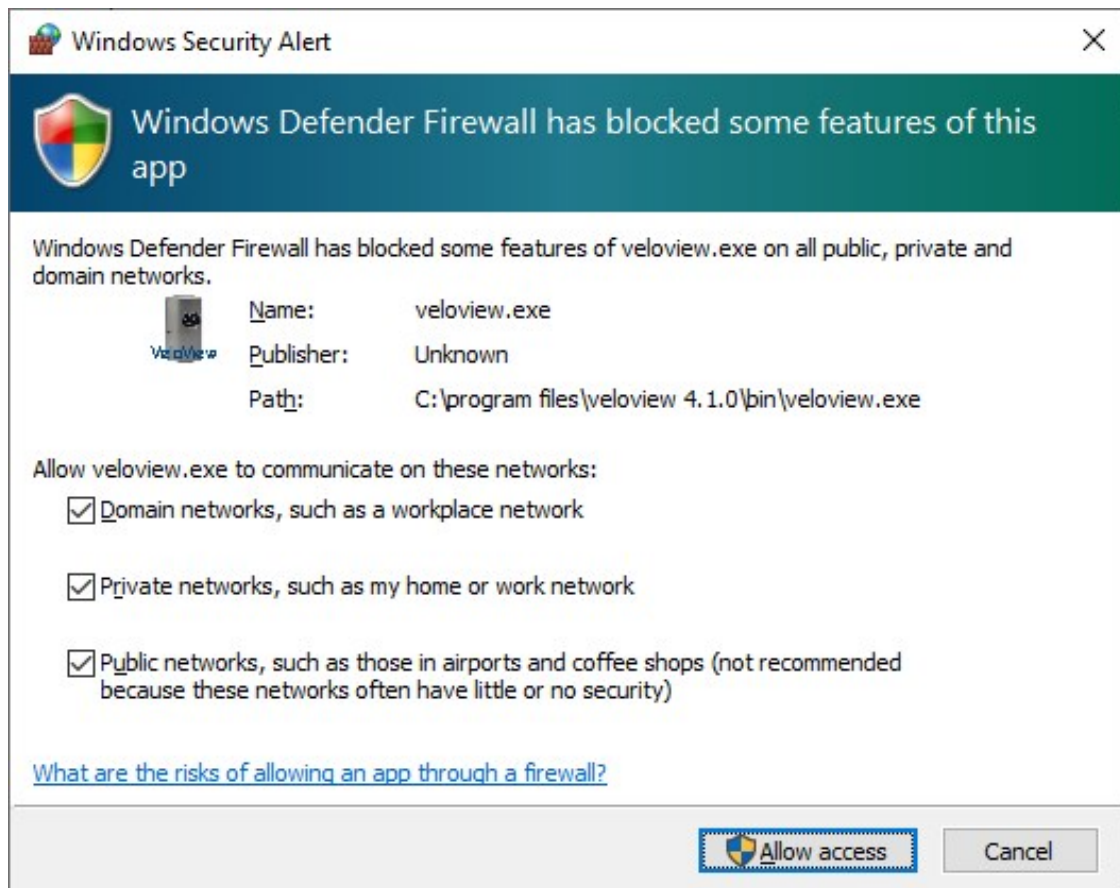 Windows Security Alert
Windows Defender Firewall has blocked some features of this
app
Windows Defender Firewall has blocked some features of veloview.exe on all public, private and
domain networks.
VeloView
Name: veloview.exe
Publisher: Unknown
Path: C:\program files\veloview 4.1.0\bin\veloview.exe
Allow veloview.exe to communicate on these networks:
Domain networks, such as a workplace network
Private networks, such as my home or work network
Public networks, such as those in airports and coffee shops (not recommended
because these networks often have little or no security)
What are the risks of allowing an app through a firewall?
Allow access Cancel